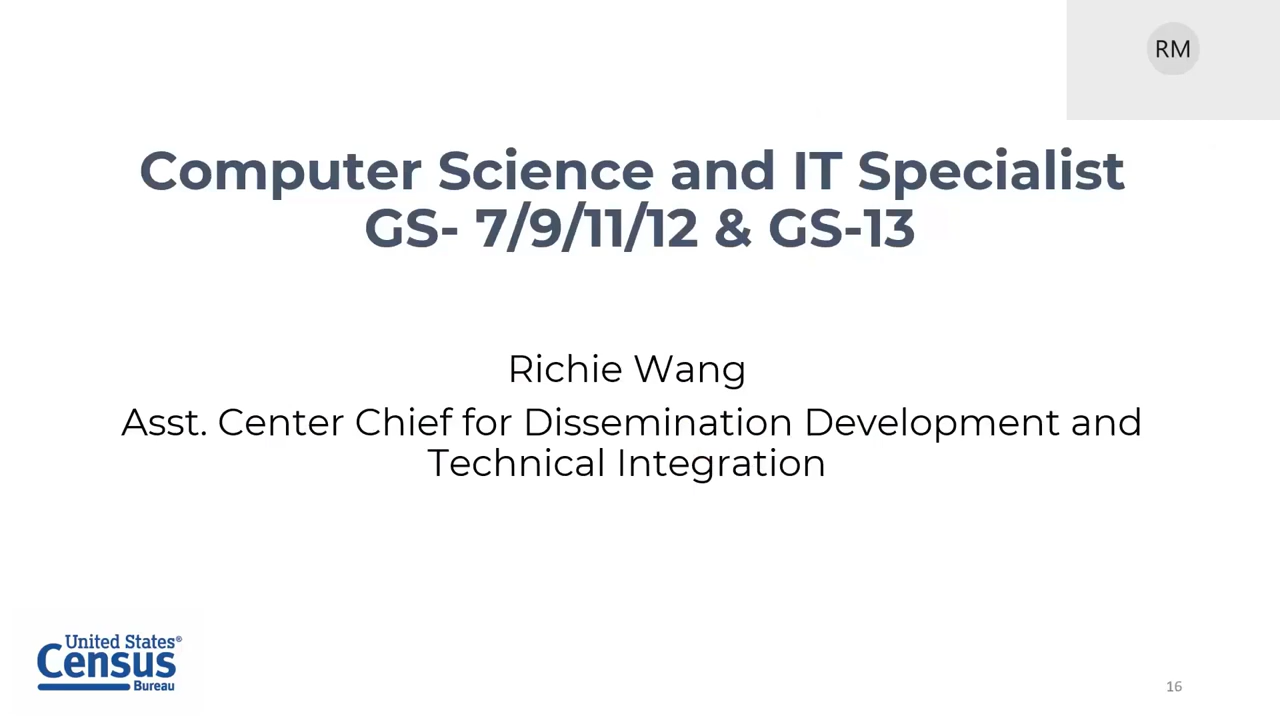 RM
Computer Science and IT Specialist
GS- 7/9/11/12 & GS-13
Richie Wang
Asst. Center Chief for Dissemination Development and
Technical Integration
United States®
Census
Bureau
16